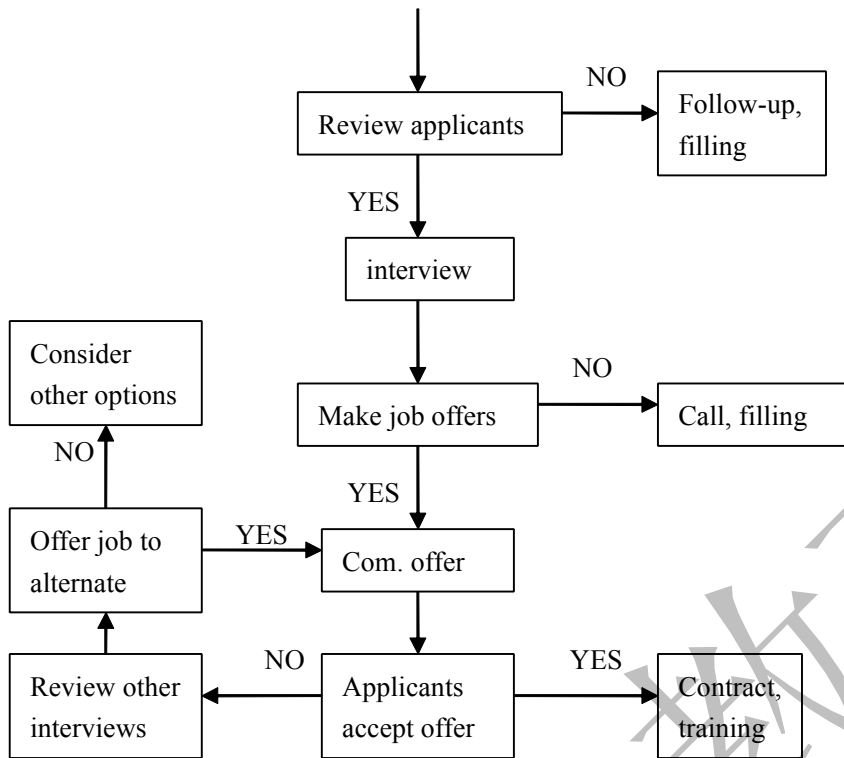 NO
Review applicants
Follow-up,
filling
YES
interview
Consider
other options
NO
Make job offers
Call, filling
NO
YES
Offer job to
alternate
YES
Com. offer
NO
YES
Review other
interviews
Applicants
accept offer
Contract,
training